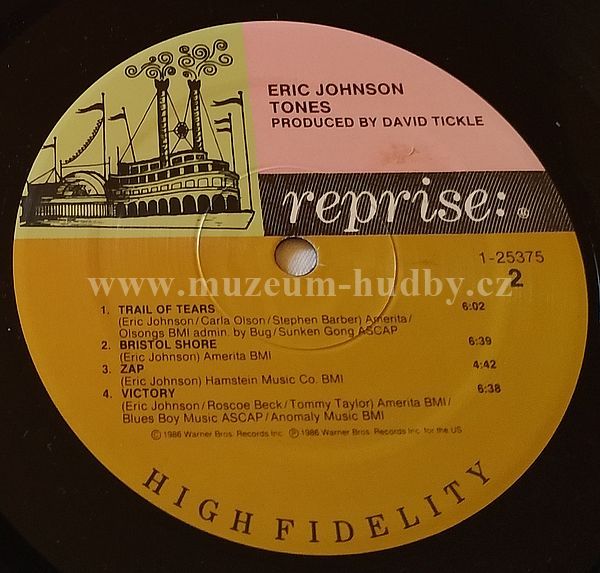 ERIC JOHNSON
TONES
PRODUCED BY DAVID TICKLE
reprise:®
1-25375
2
www.muzeum-hudby.cz
1. TRAIL OF TEARS 6:02
(Eric Johnson/Carla Olson/Stephen Barber) Amerita/
Olsongs BMI admin. by Bug/Sunken Gong ASCAP
2. BRISTOL SHORE 6:39
(Eric Johnson) Amerita BMI
3. ZAP 4:42
(Eric Johnson) Hamstein Music Co. BMI
4. VICTORY 6:38
(Eric Johnson/Roscoe Beck/Tommy Taylor) Amerita BMI/
Blues Boy Music ASCAP/Anomaly Music BMI
© 1986 Warner Bros. Records Inc. ℗ 1986 Warner Bros. Records Inc. for the US
HIGH FIDELITY